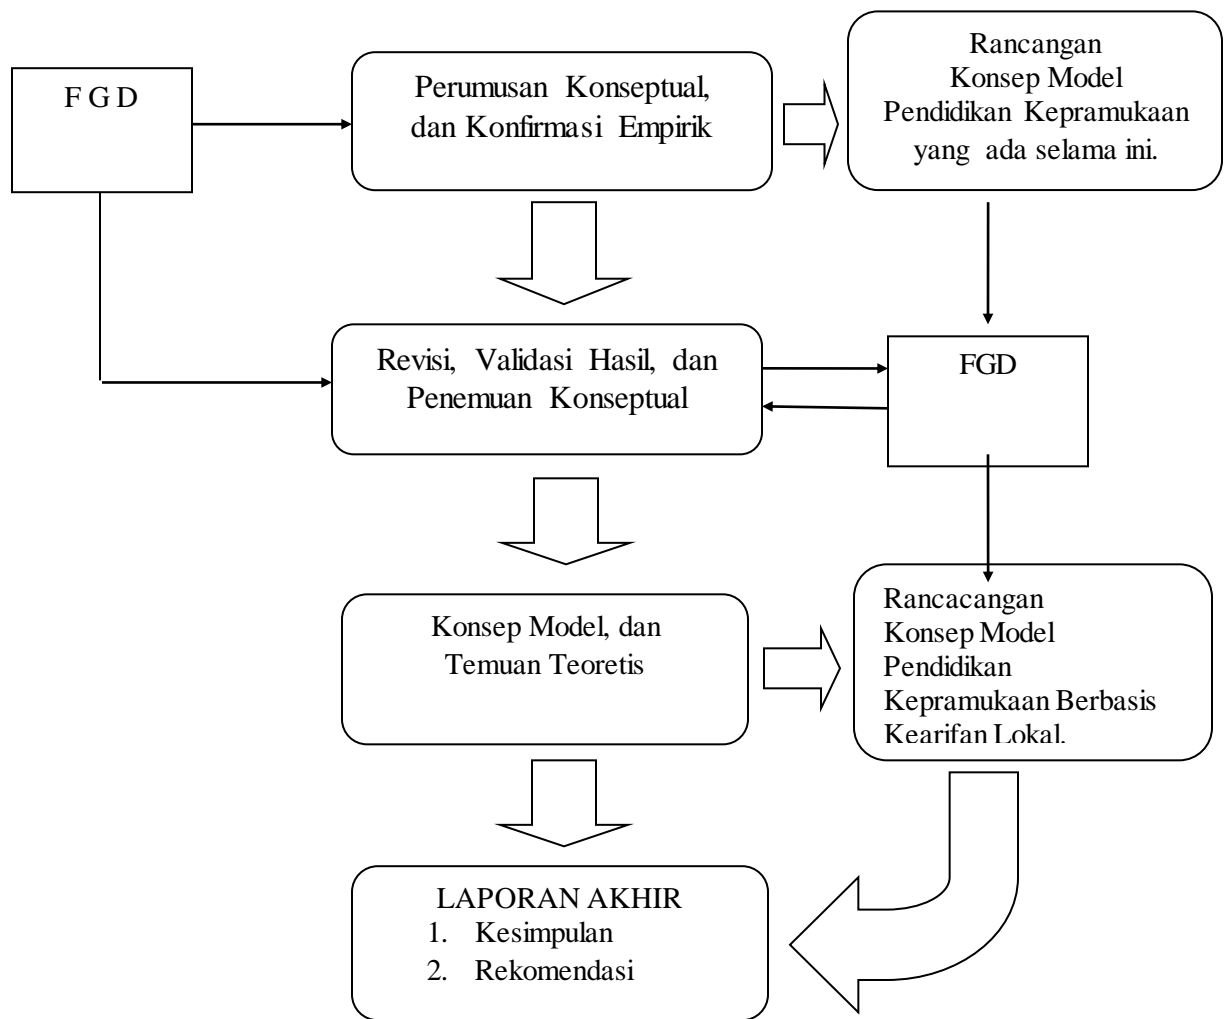 F G D
Perumusan Konseptual,
dan Konfirmasi Empirik
Rancangan
Konsep Model
Pendidikan Kepramukaan
yang ada selama ini.
Revisi, Validasi Hasil, dan
Penemuan Konseptual
FGD
Konsep Model, dan
Temuan Teoretis
Rancacangan
Konsep Model
Pendidikan
Kepramukaan Berbasis
Kearifan Lokal.
LAPORAN AKHIR
1. Kesimpulan
2. Rekomendasi